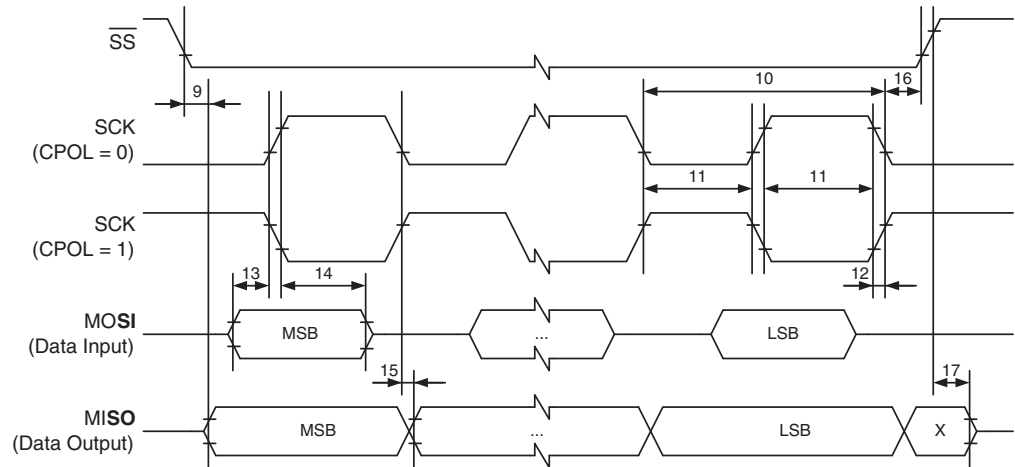 SS
9
10
16
SCK
(CPOL = 0)
11
11
SCK
(CPOL = 1)
13
14
12
MOSI
(Data Input)
MSB
...
LSB
15
17
MISO
(Data Output)
MSB
...
LSB
X